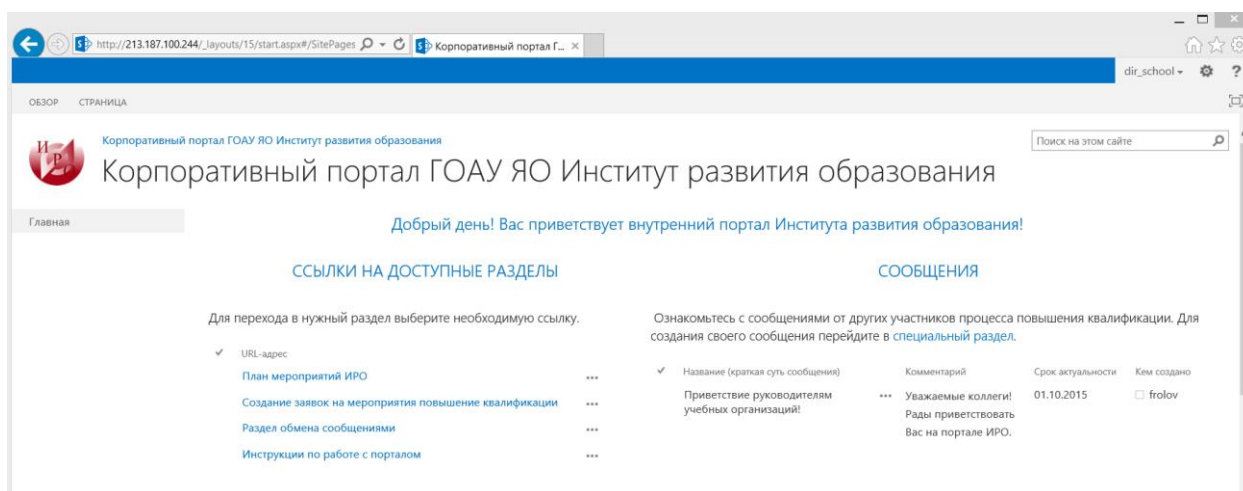 http://213.187.100.244/_layouts/15/start.aspx#/SitePages
Корпоративный портал Г...
dir_school
?
ОБЗОР СТРАНИЦА
И Р
Корпоративный портал ГОАУ ЯО Институт развития образования
Поиск на этом сайте
Корпоративный портал ГОАУ ЯО Институт развития образования
Главная
Добрый день! Вас приветствует внутренний портал Института развития образования!
ССЫЛКИ НА ДОСТУПНЫЕ РАЗДЕЛЫ
Для перехода в нужный раздел выберите необходимую ссылку.
URL-адрес
План мероприятий ИРО
Создание заявок на мероприятия повышение квалификации
Раздел обмена сообщениями
Инструкции по работе с порталом
СООБЩЕНИЯ
Ознакомьтесь с сообщениями от других участников процесса повышения квалификации. Для
создания своего сообщения перейдите в специальный раздел.
Название (краткая суть сообщения) Комментарий Срок актуальности Кем создано
Приветствие руководителям ... Уважаемые коллеги! 01.10.2015 frolov
учебных организаций! Рады приветствовать
Вас на портале ИРО.